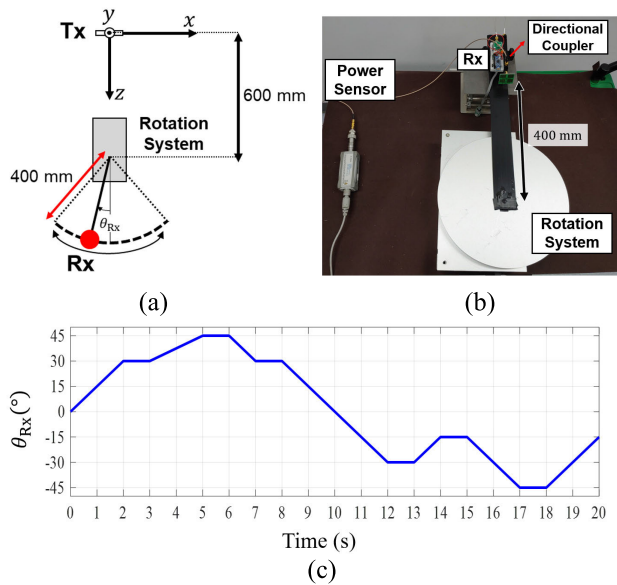 Tx
y
x
z
600 mm
Rotation
System
400 mm
θRx
Rx
(a)
Directional
Coupler
Rx
Power
Sensor
400 mm
Rotation
System
(b)
θRx(°)
45
30
15
0
-15
-30
-45
0 1 2 3 4 5 6 7 8 9 10 11 12 13 14 15 16 17 18 19 20
Time (s)
(c)